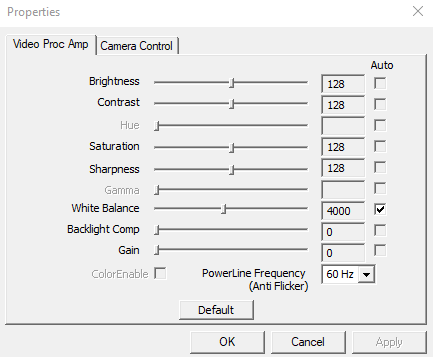 Properties
Video Proc Amp Camera Control
Auto
Brightness 128
Contrast 128
Hue
Saturation 128
Sharpness 128
Gamma
White Balance 4000
Backlight Comp 0
Gain 0
ColorEnable PowerLine Frequency 60 Hz
(Anti Flicker)
Default
OK Cancel Apply